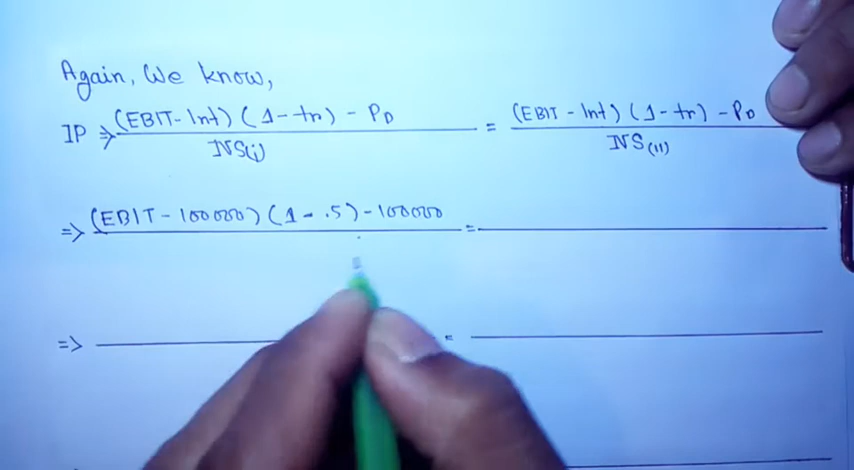 Again, We know,
IP => (EBIT - Int) (1 - tr) - PD / NS(i) = (EBIT - Int) (1 - tr) - PD / NS(11)
=> (EBIT - 100000) (1 - .5) - 100000 / =
=> =